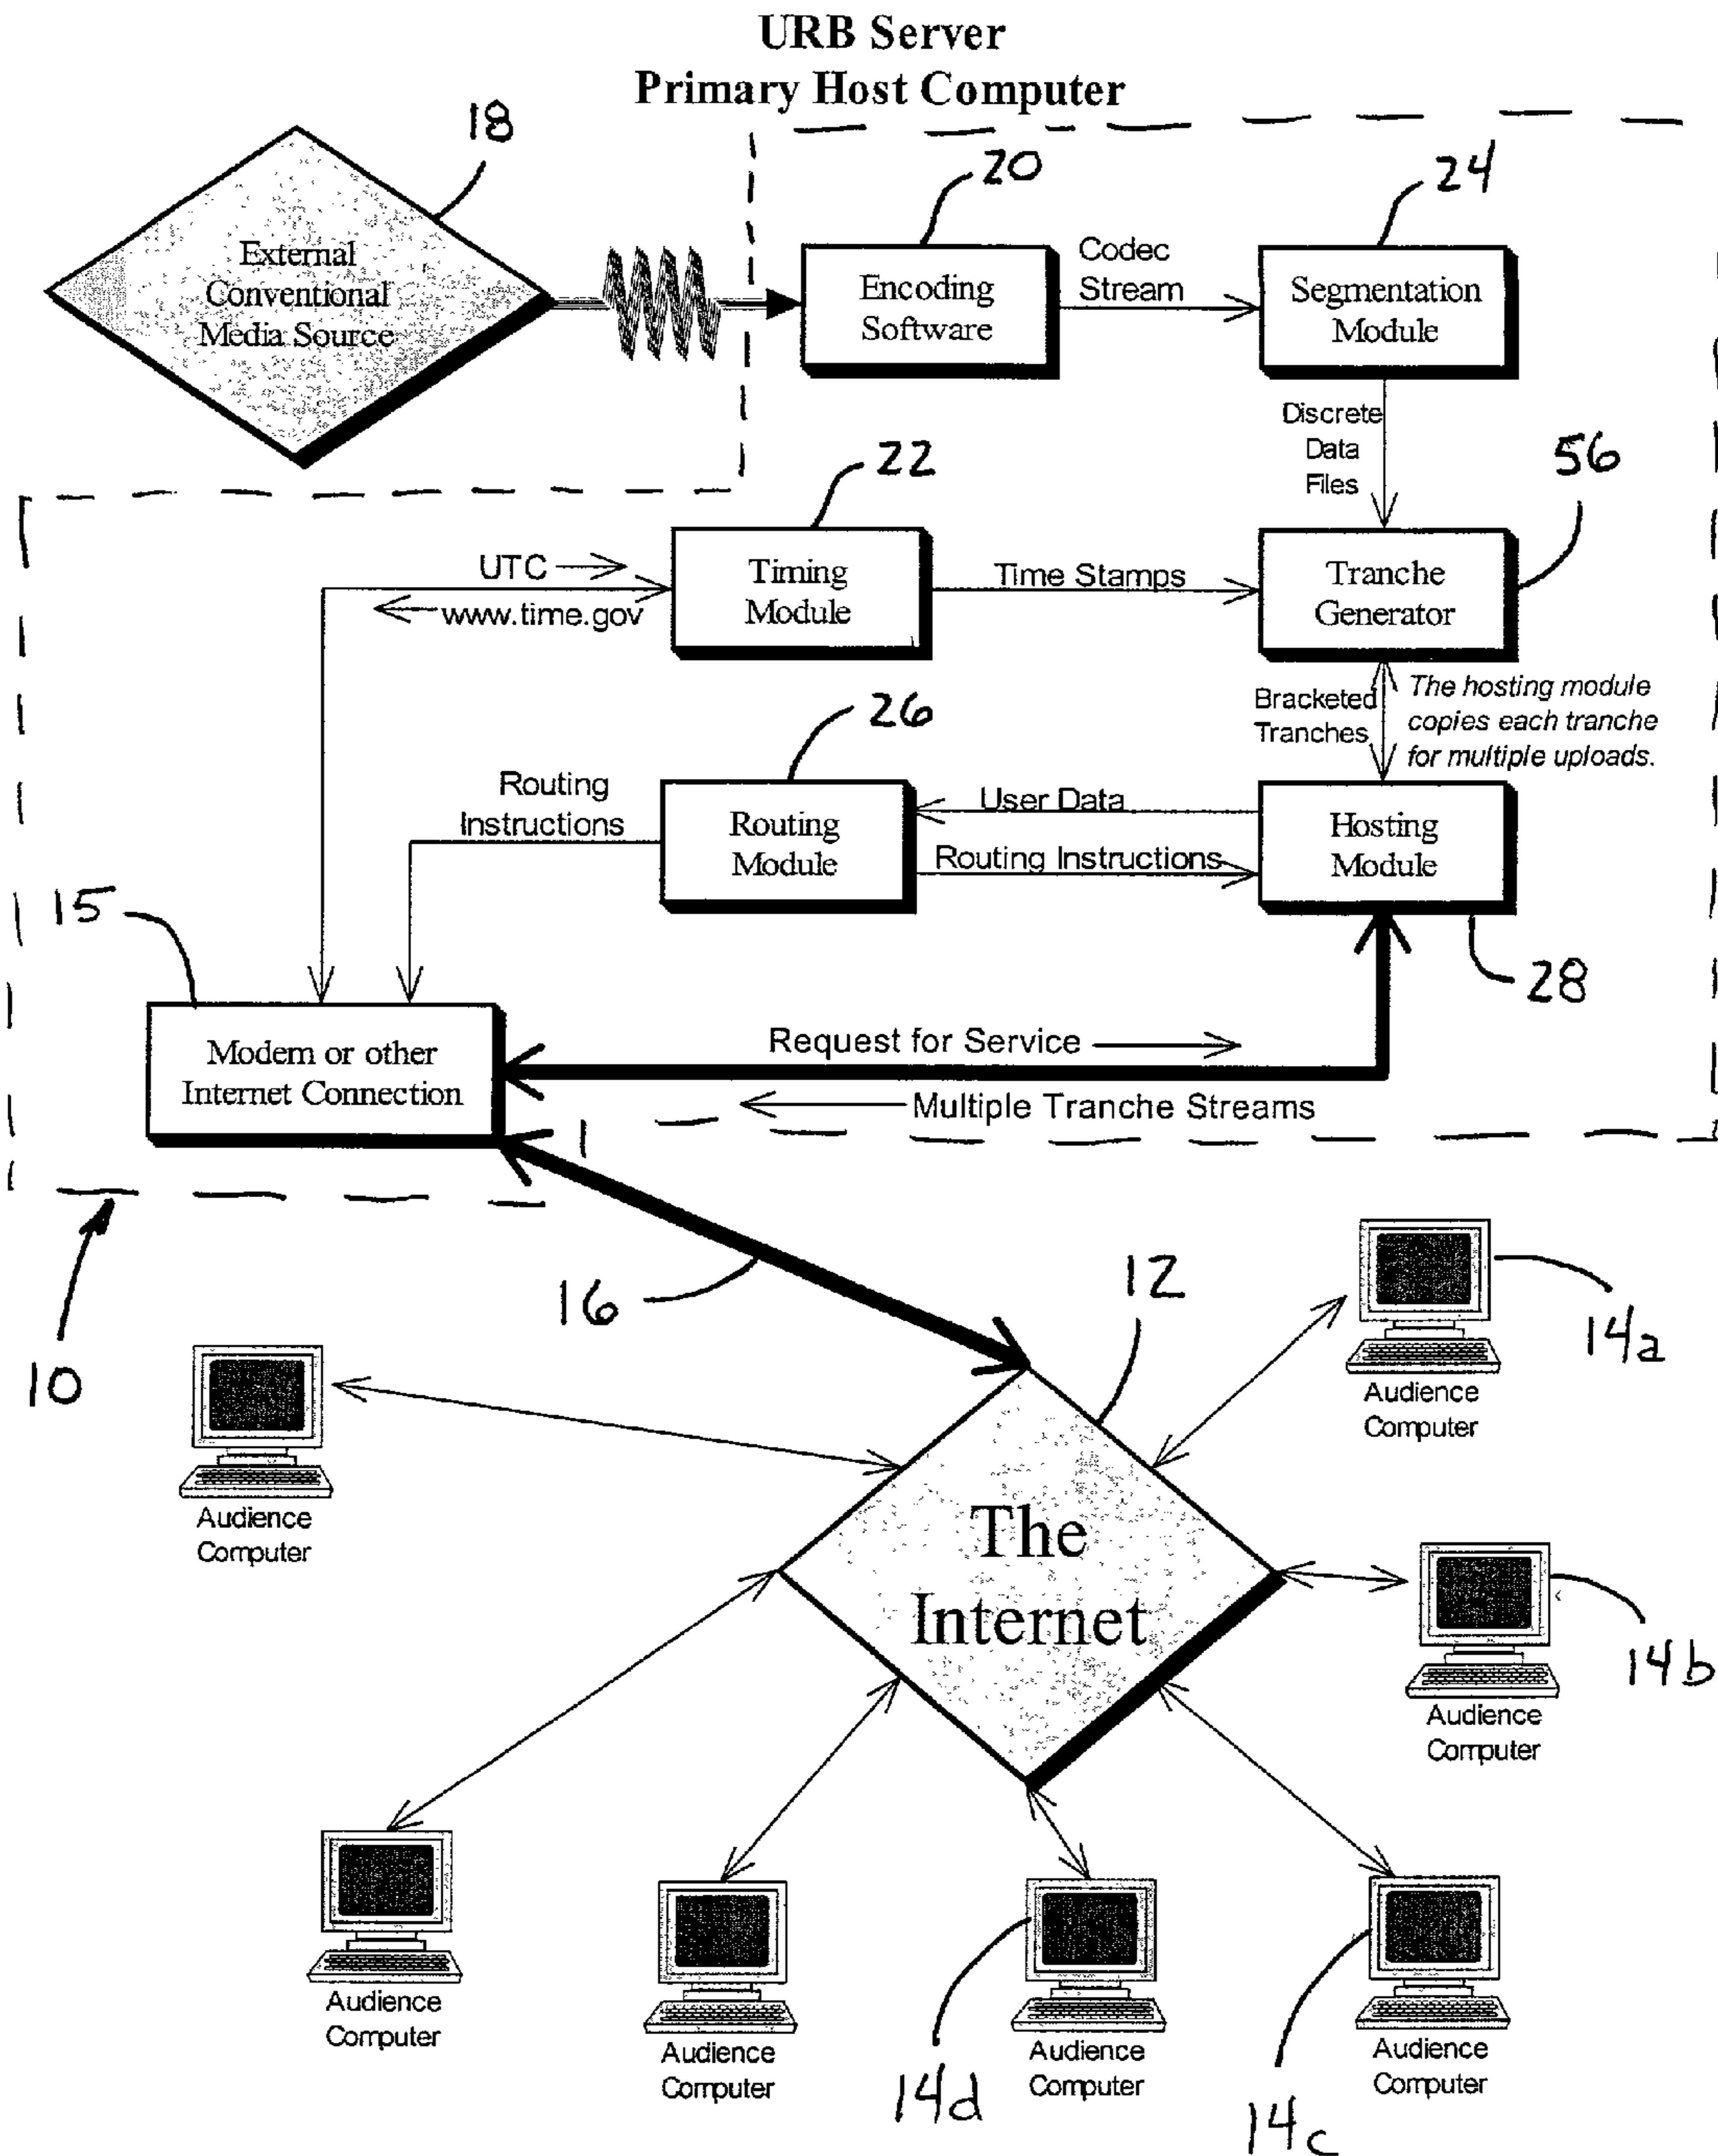 URB Server
Primary Host Computer
18
20
24
External
Conventional
Media Source
Encoding
Software
Codec
Stream
Segmentation
Module
Discrete
Data
Files
22
56
UTC
www.time.gov
Timing
Module
Time Stamps
Tranche
Generator
Bracketed
Tranches
The hosting module
copies each tranche
for multiple uploads.
26
Routing
Instructions
Routing
Module
User Data
Routing Instructions
Hosting
Module
15
28
Modem or other
Internet Connection
Request for Service
Multiple Tranche Streams
10
16
12
14a
Audience
Computer
Audience
Computer
The
Internet
14b
Audience
Computer
Audience
Computer
Audience
Computer
Audience
Computer
14d
Audience
Computer
14c